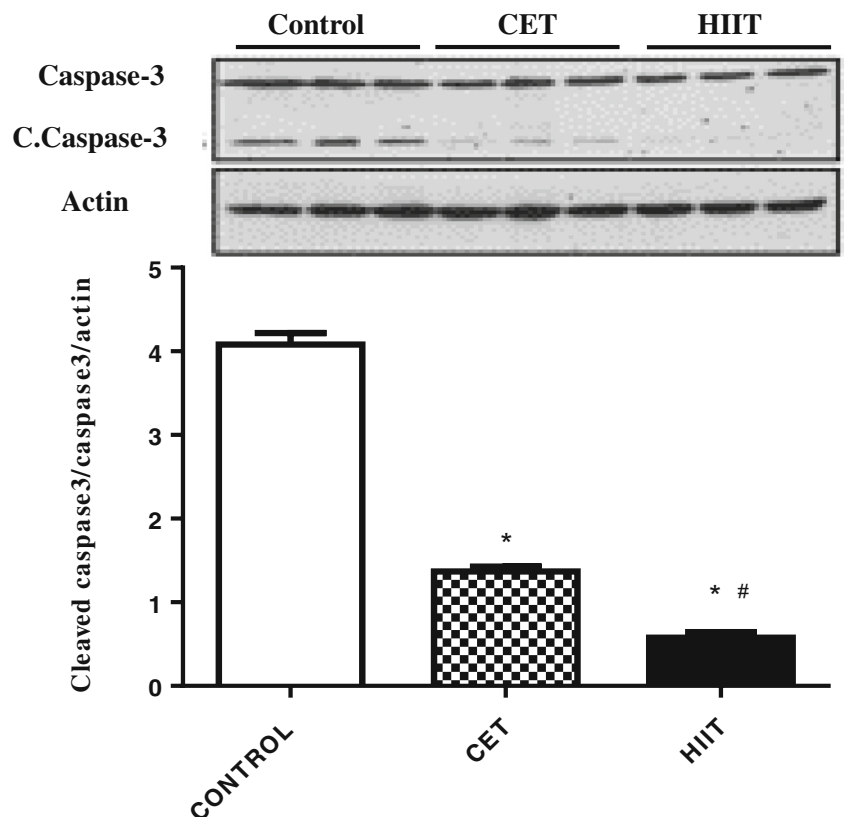 Control CET HIIT
Caspase-3
C.Caspase-3
Actin
Cleaved caspase3/caspase3/actin
5
4
3
2
1
0
*
* #
CONTROL CET HIIT